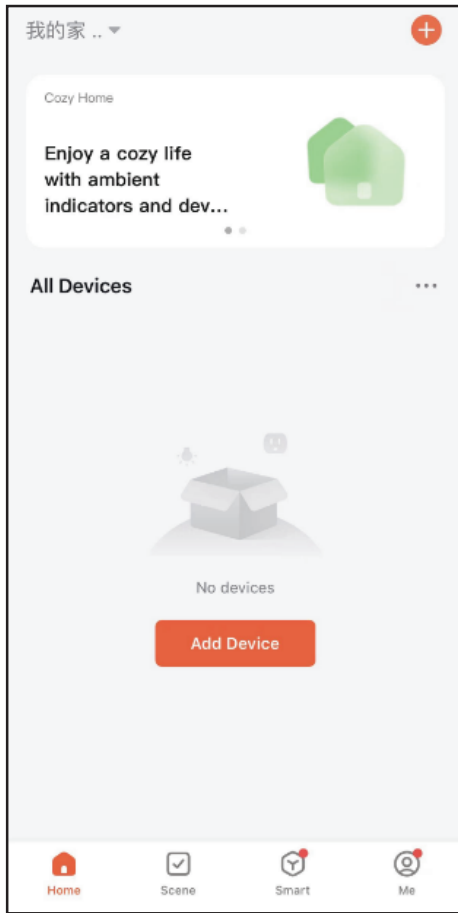 我的家 ..
Cozy Home
Enjoy a cozy life
with ambient
indicators and dev...
All Devices
No devices
Add Device
Home
Scene
Smart
Me